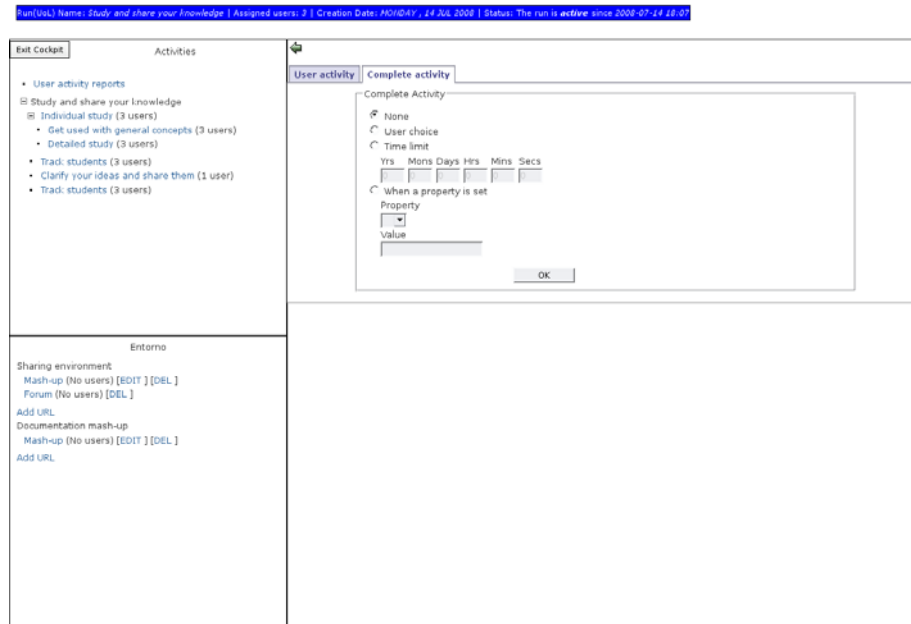 Run(UoL) Name: Study and share your knowledge | Assigned users: 3 | Creation Date: MONDAY , 14 JUL 2008 | Status: The run is active since 2008-07-14 18:07
Exit Cockpit
Activities
User activity reports
Study and share your knowledge
Individual study (3 users)
Get used with general concepts (3 users)
Detailed study (3 users)
Track students (3 users)
Clarify your ideas and share them (1 user)
Track students (3 users)
User activity
Complete activity
Complete Activity
None
User choice
Time limit
Yrs Mons Days Hrs Mins Secs
0 0 0 0 0 0
When a property is set
Property
Value
OK
Entorno
Sharing environment
Mash-up (No users) [EDIT ] [DEL ]
Forum (No users) [DEL ]
Add URL
Documentation mash-up
Mash-up (No users) [EDIT ] [DEL ]
Add URL